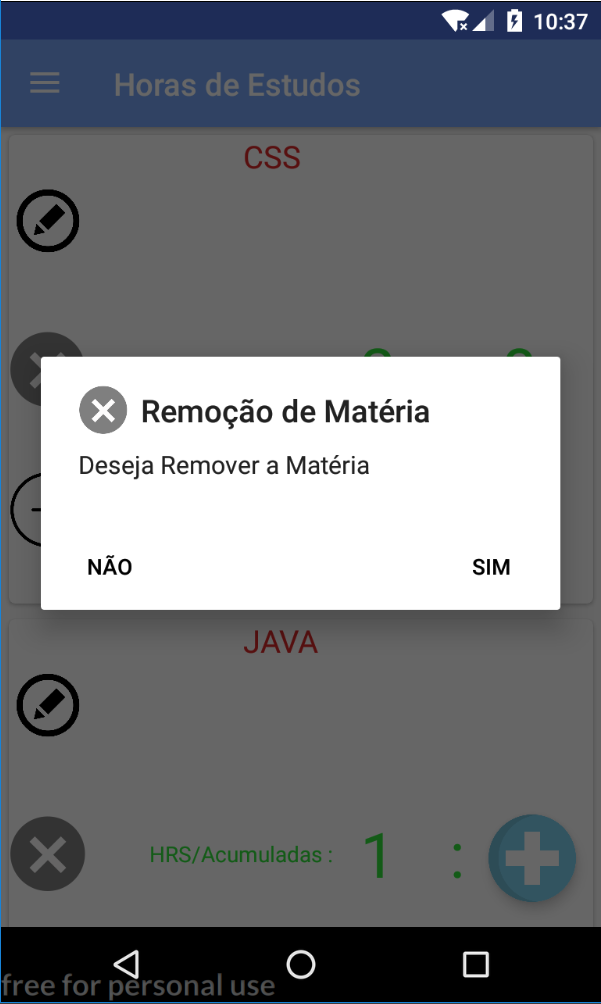 10:37
Horas de Estudos
CSS
Remoção de Matéria
Deseja Remover a Matéria
NÃO
SIM
JAVA
HRS/Acumuladas :
1 :
free for personal use